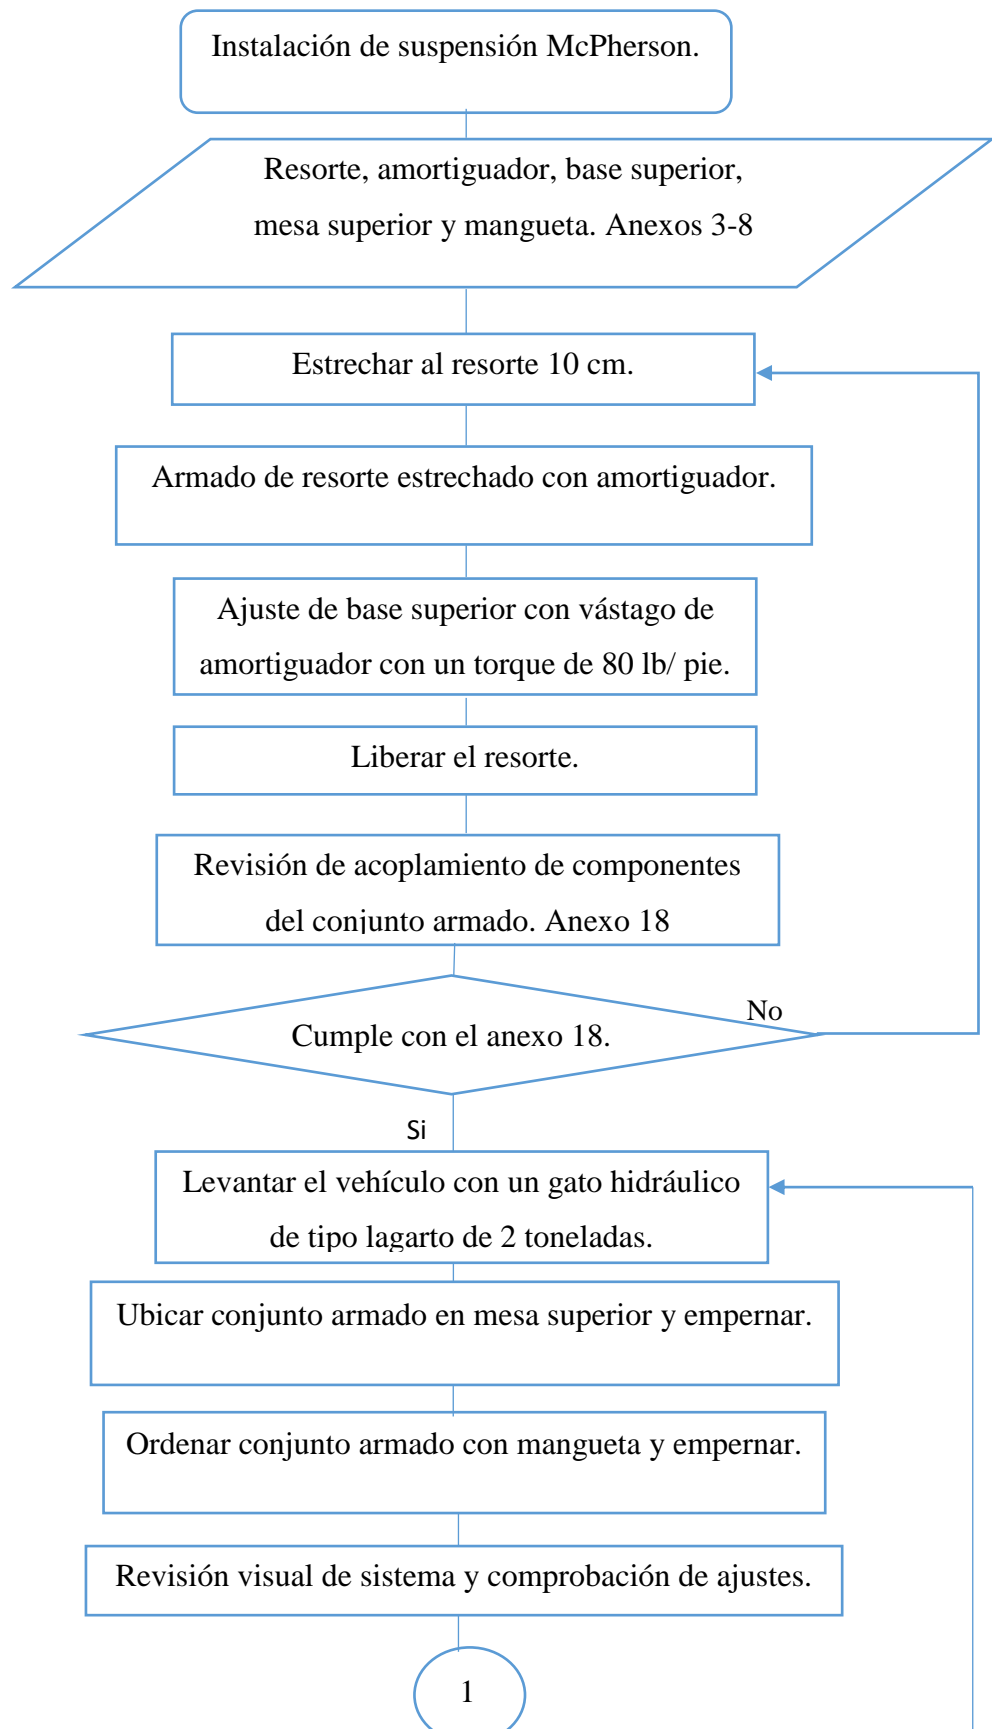 Instalación de suspensión McPherson.
Resorte, amortiguador, base superior,
mesa superior y mangueta. Anexos 3-8
Estrechar al resorte 10 cm.
Armado de resorte estrechado con amortiguador.
Ajuste de base superior con vástago de
amortiguador con un torque de 80 lb/ pie.
Liberar el resorte.
Revisión de acoplamiento de componentes
del conjunto armado. Anexo 18
No
Cumple con el anexo 18.
Si
Levantar el vehículo con un gato hidráulico
de tipo lagarto de 2 toneladas.
Ubicar conjunto armado en mesa superior y empernar.
Ordenar conjunto armado con mangueta y empernar.
Revisión visual de sistema y comprobación de ajustes.
1